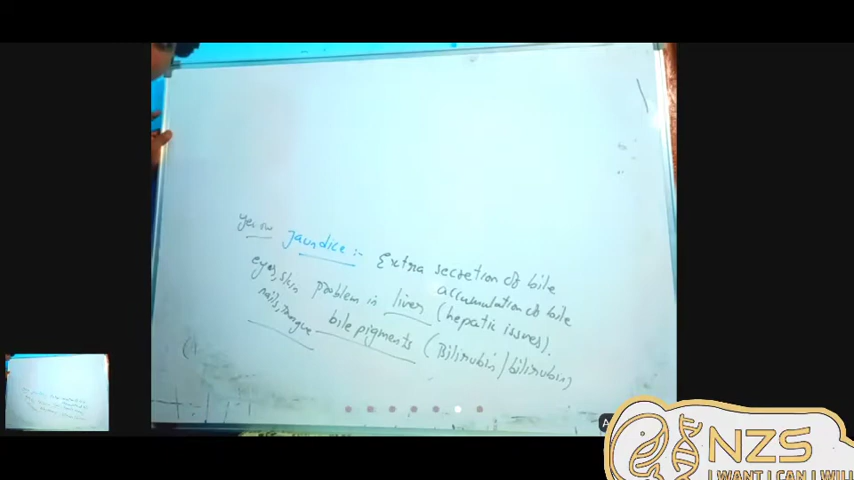 yellow Jaundice :- Extra secretion of bile
accumulation of bile
eyes, skin problem in liver (hepatic issues).
nails, tongue bile pigments (Bilirubin/bilirubin)
NZS
I WANT I CAN I WILL